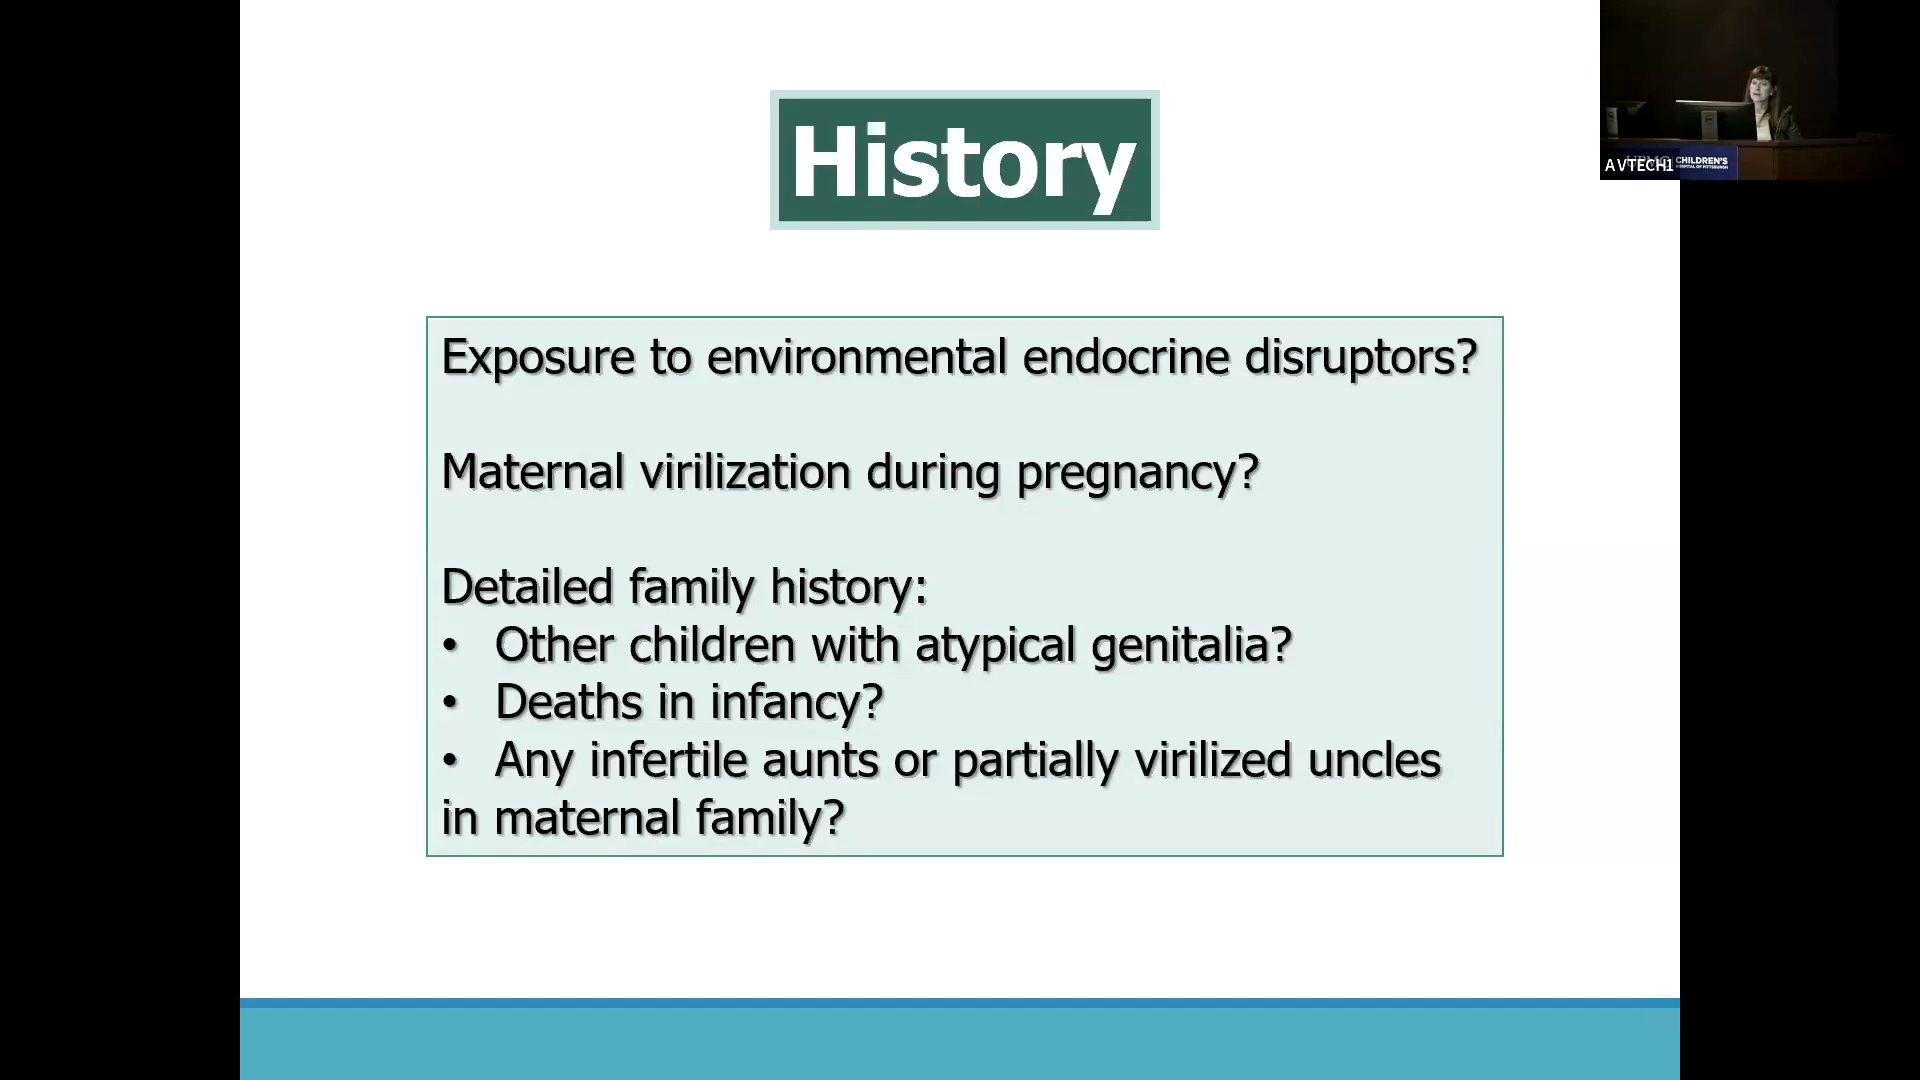 History
Exposure to environmental endocrine disruptors?
Maternal virilization during pregnancy?
Detailed family history:
• Other children with atypical genitalia?
• Deaths in infancy?
• Any infertile aunts or partially virilized uncles
in maternal family?
AVTECH1
CHILDREN'S
HOSPITAL OF PITTSBURGH